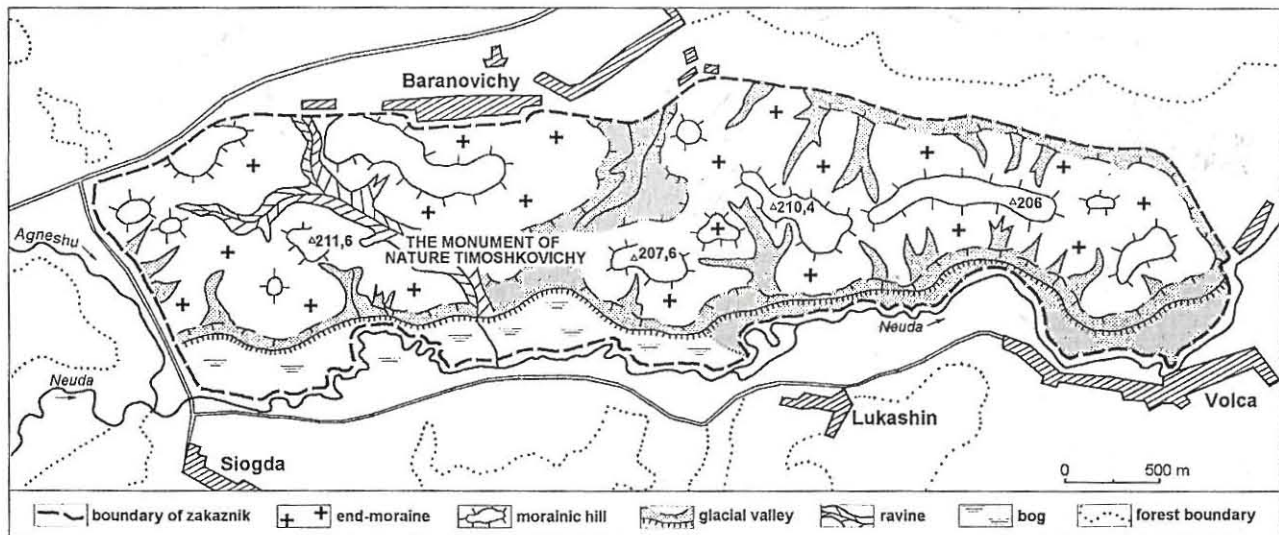 Baranovichy
Agneshu
△211,6
THE MONUMENT OF
NATURE TIMOSHKOVICHY
△210,4
△206
△207,6
Neuda
Neuda
Volca
Lukashin
Siogda
0 500 m
boundary of zakaznik end-moraine morainic hill glacial valley ravine bog forest boundary